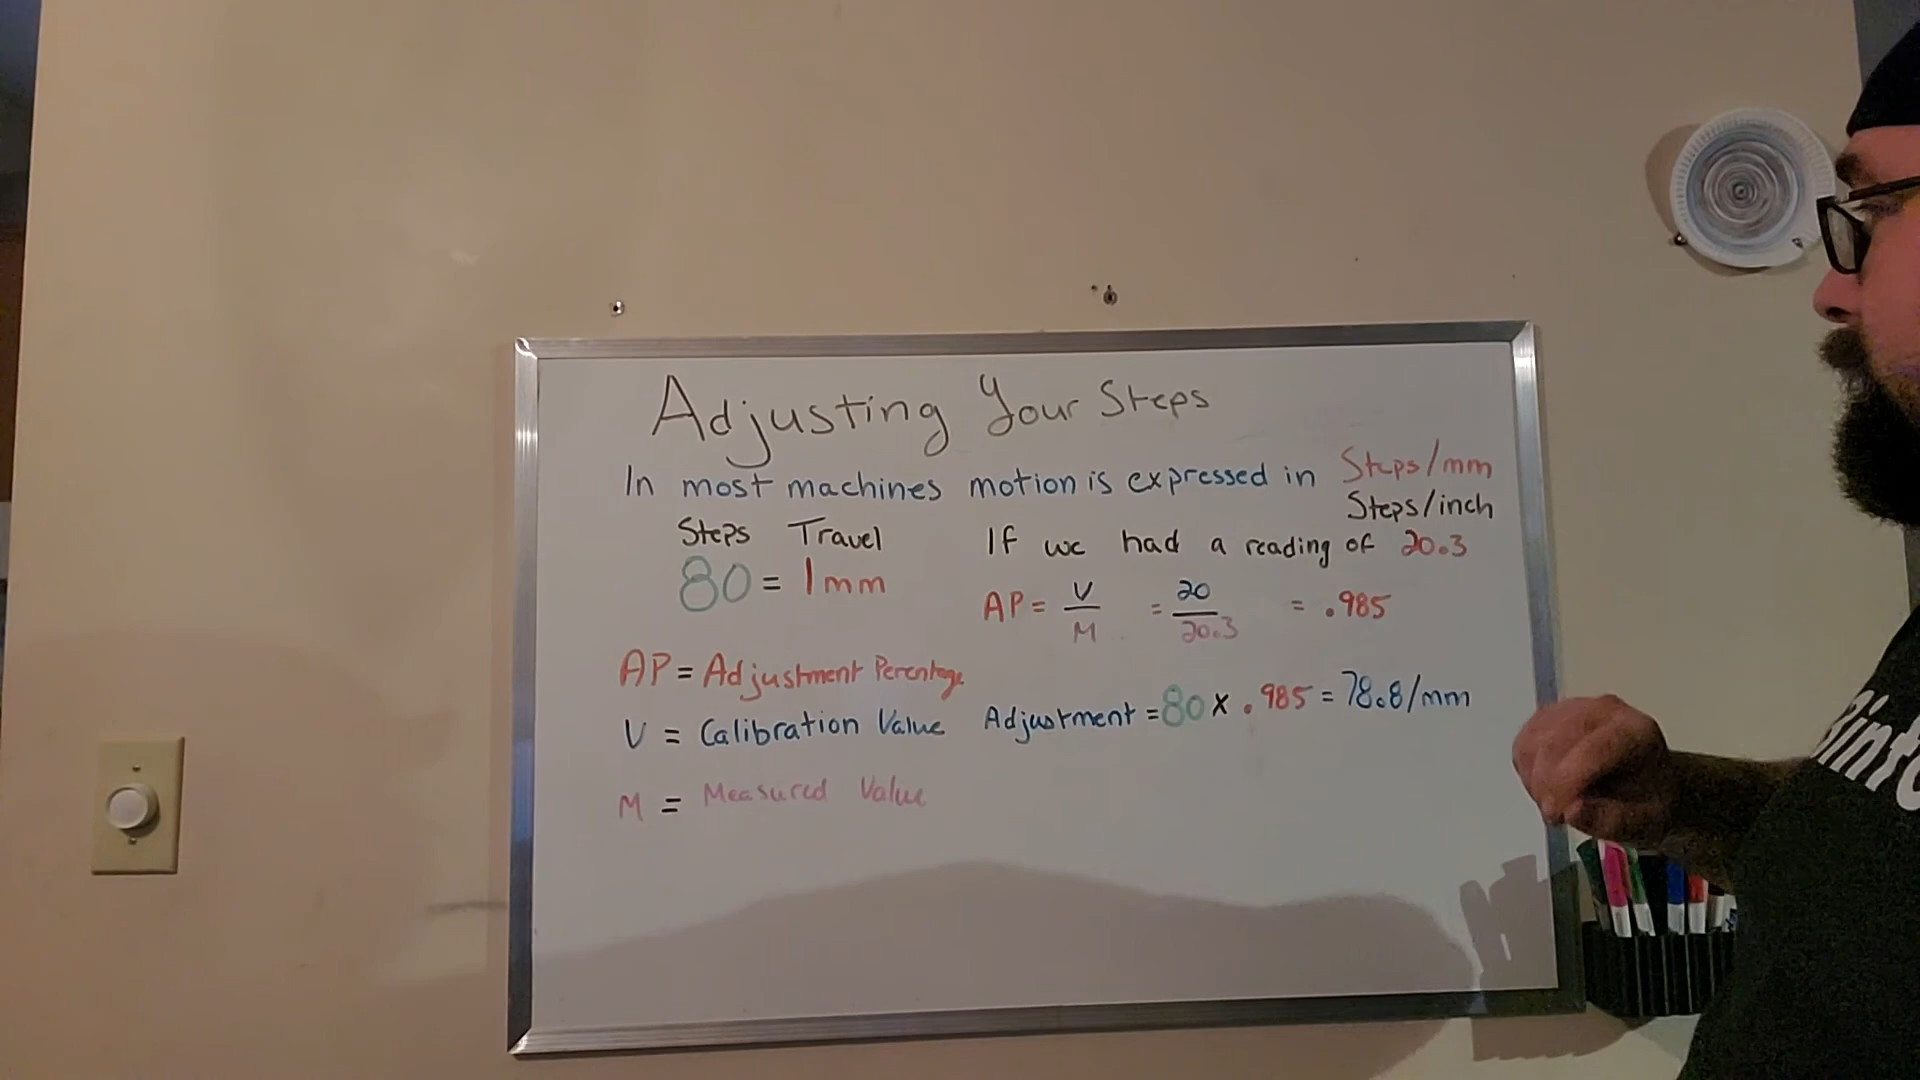 Adjusting Your Steps
In most machines motion is expressed in Steps/mm
Steps/inch
Steps Travel
80 = 1mm
If we had a reading of 20.3
AP = V/M = 20/20.3 = .985
AP = Adjustment Percentage
V = Calibration Value
M = Measured Value
Adjustment = 80 x .985 = 78.8/mm